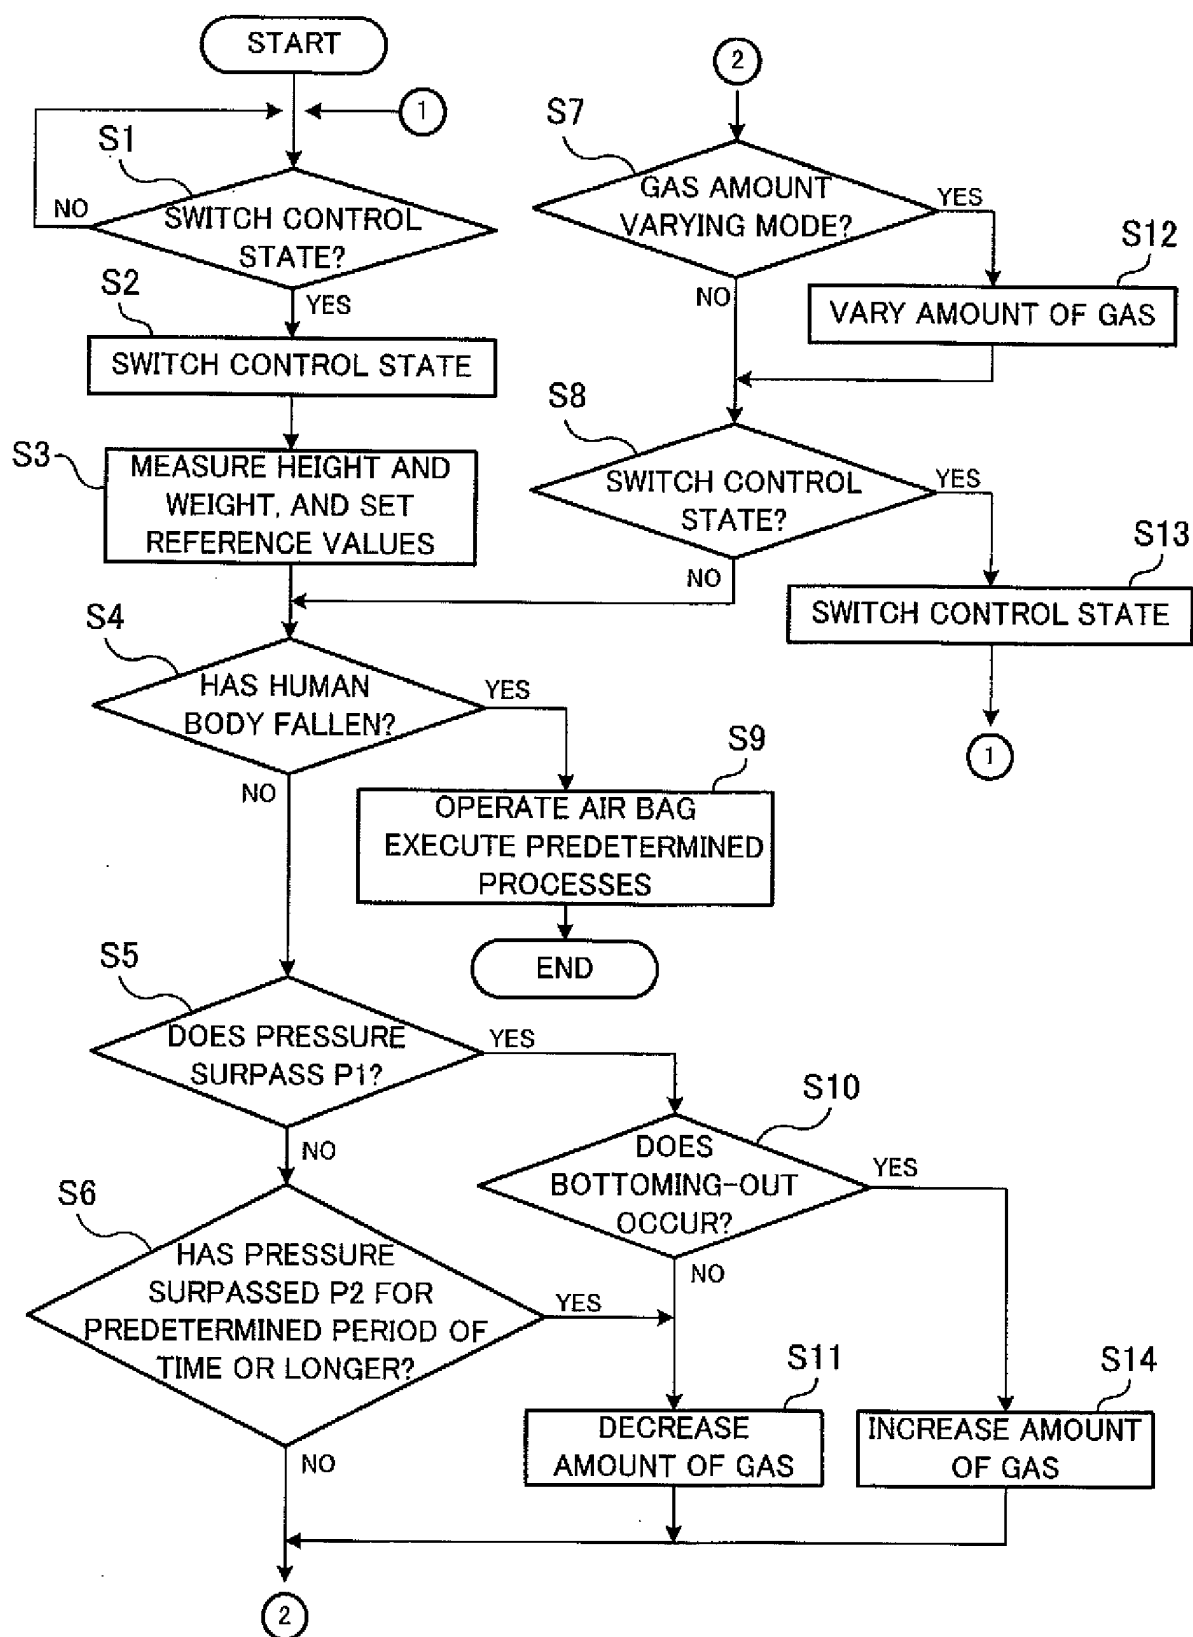 START
1
S1
NO
SWITCH CONTROL
STATE?
YES
S2
SWITCH CONTROL STATE
S3
MEASURE HEIGHT AND
WEIGHT, AND SET
REFERENCE VALUES
S4
HAS HUMAN
BODY FALLEN?
YES
NO
S9
OPERATE AIR BAG
EXECUTE PREDETERMINED
PROCESSES
END
S5
DOES PRESSURE
SURPASS P1?
YES
NO
S10
DOES
BOTTOMING-OUT
OCCUR?
YES
NO
S6
HAS PRESSURE
SURPASSED P2 FOR
PREDETERMINED PERIOD OF
TIME OR LONGER?
YES
NO
S11
DECREASE
AMOUNT OF GAS
S14
INCREASE AMOUNT
OF GAS
2
2
S7
GAS AMOUNT
VARYING MODE?
YES
NO
S12
VARY AMOUNT OF GAS
S8
SWITCH CONTROL
STATE?
YES
NO
S13
SWITCH CONTROL STATE
1